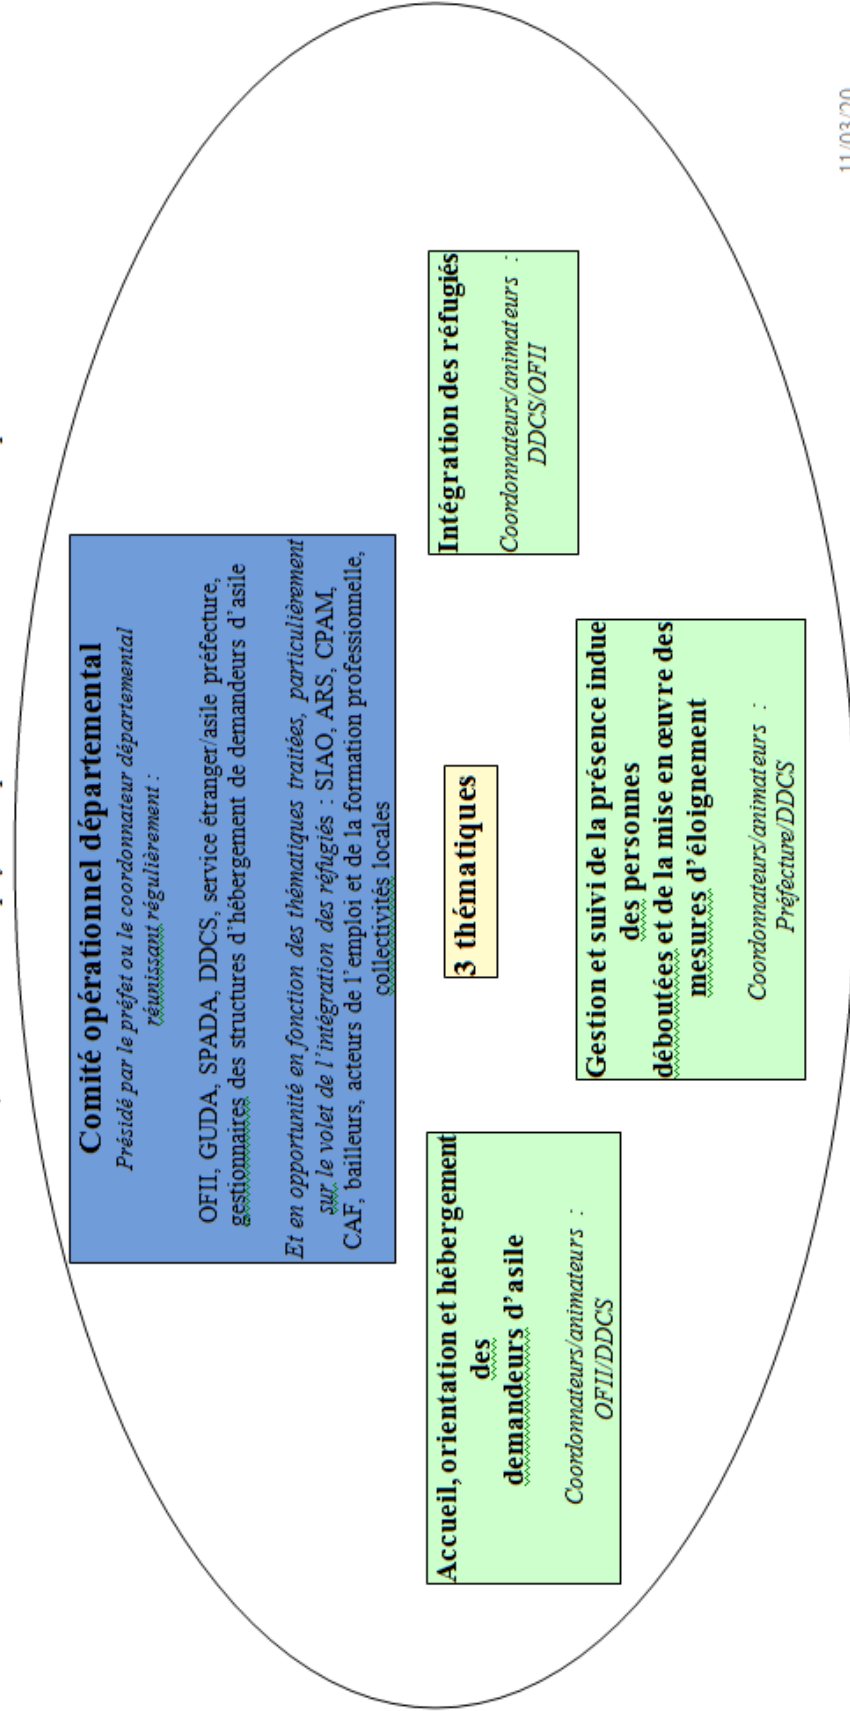 Comité opérationnel départemental
Présidé par le préfet ou le coordonnateur départemental
réunissant régulièrement :
OFII, GUDA, SPADA, DDCS, service étranger/asile préfecture,
gestionnaires des structures d’hébergement de demandeurs d’asile
Et en opportunité en fonction des thématiques traitées, particulièrement
sur le volet de l’intégration des réfugiés : SIAO, ARS, CPAM,
CAF, bailleurs, acteurs de l’emploi et de la formation professionnelle,
collectivités locales
3 thématiques
Accueil, orientation et hébergement
des
demandeurs d’asile
Coordonnateurs/animateurs :
OFII/DDCS
Gestion et suivi de la présence indue
des personnes
déboutées et de la mise en œuvre des
mesures d’éloignement
Coordonnateurs/animateurs :
Préfecture/DDCS
Intégration des réfugiés
Coordonnateurs/animateurs :
DDCS/OFII
11/03/20